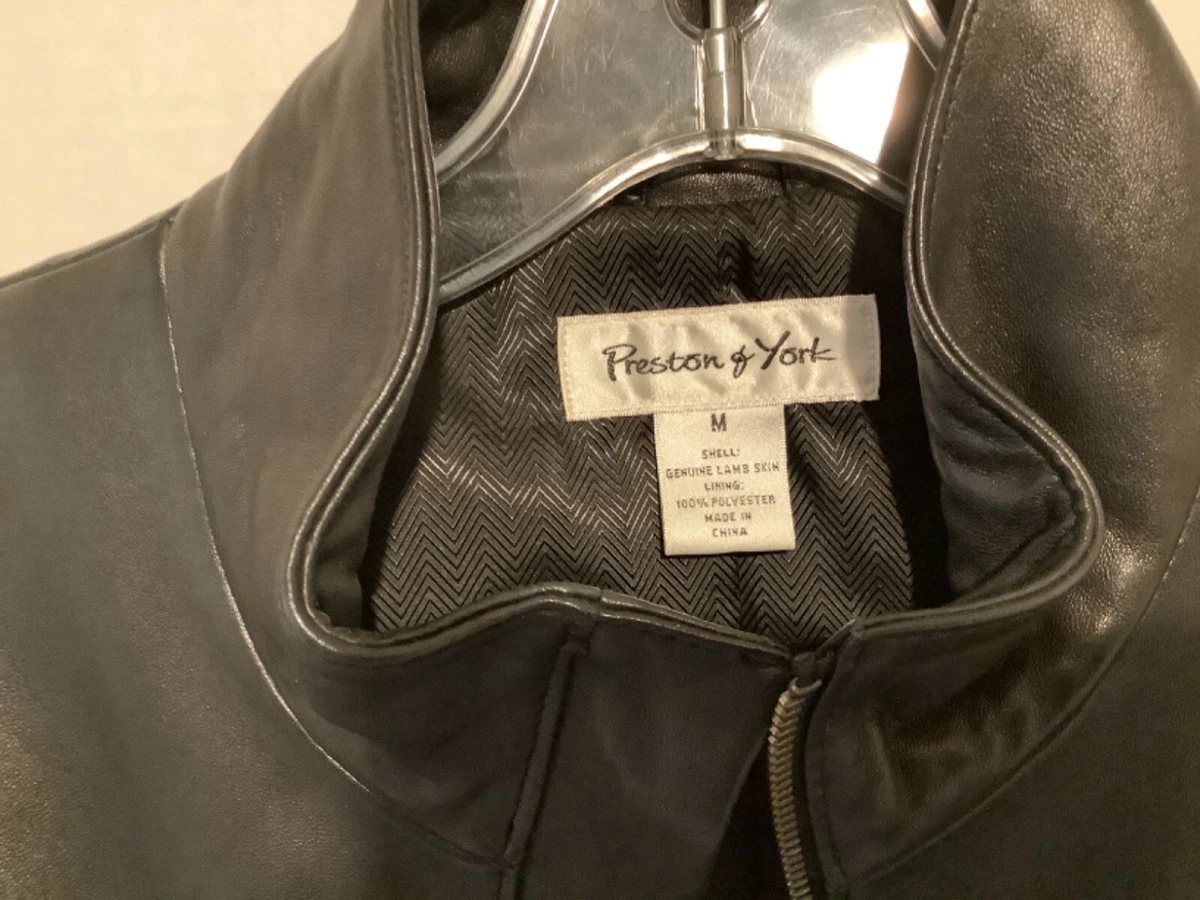 Preston & York
M
SHELL:
GENUINE LAMB SKIN
LINING:
100% POLYESTER
MADE IN
CHINA